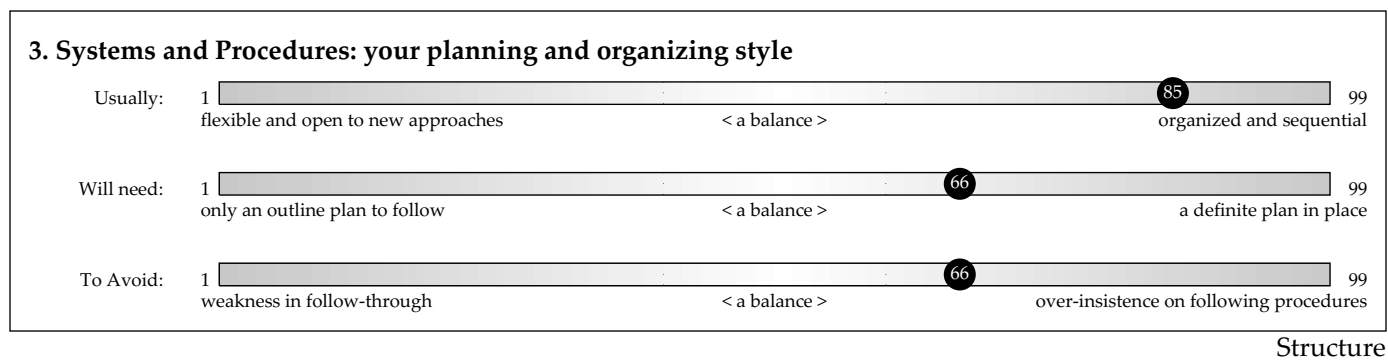 3. Systems and Procedures: your planning and organizing style
Usually: 1 85 99
flexible and open to new approaches < a balance > organized and sequential
Will need: 1 66 99
only an outline plan to follow < a balance > a definite plan in place
To Avoid: 1 66 99
weakness in follow-through < a balance > over-insistence on following procedures
Structure